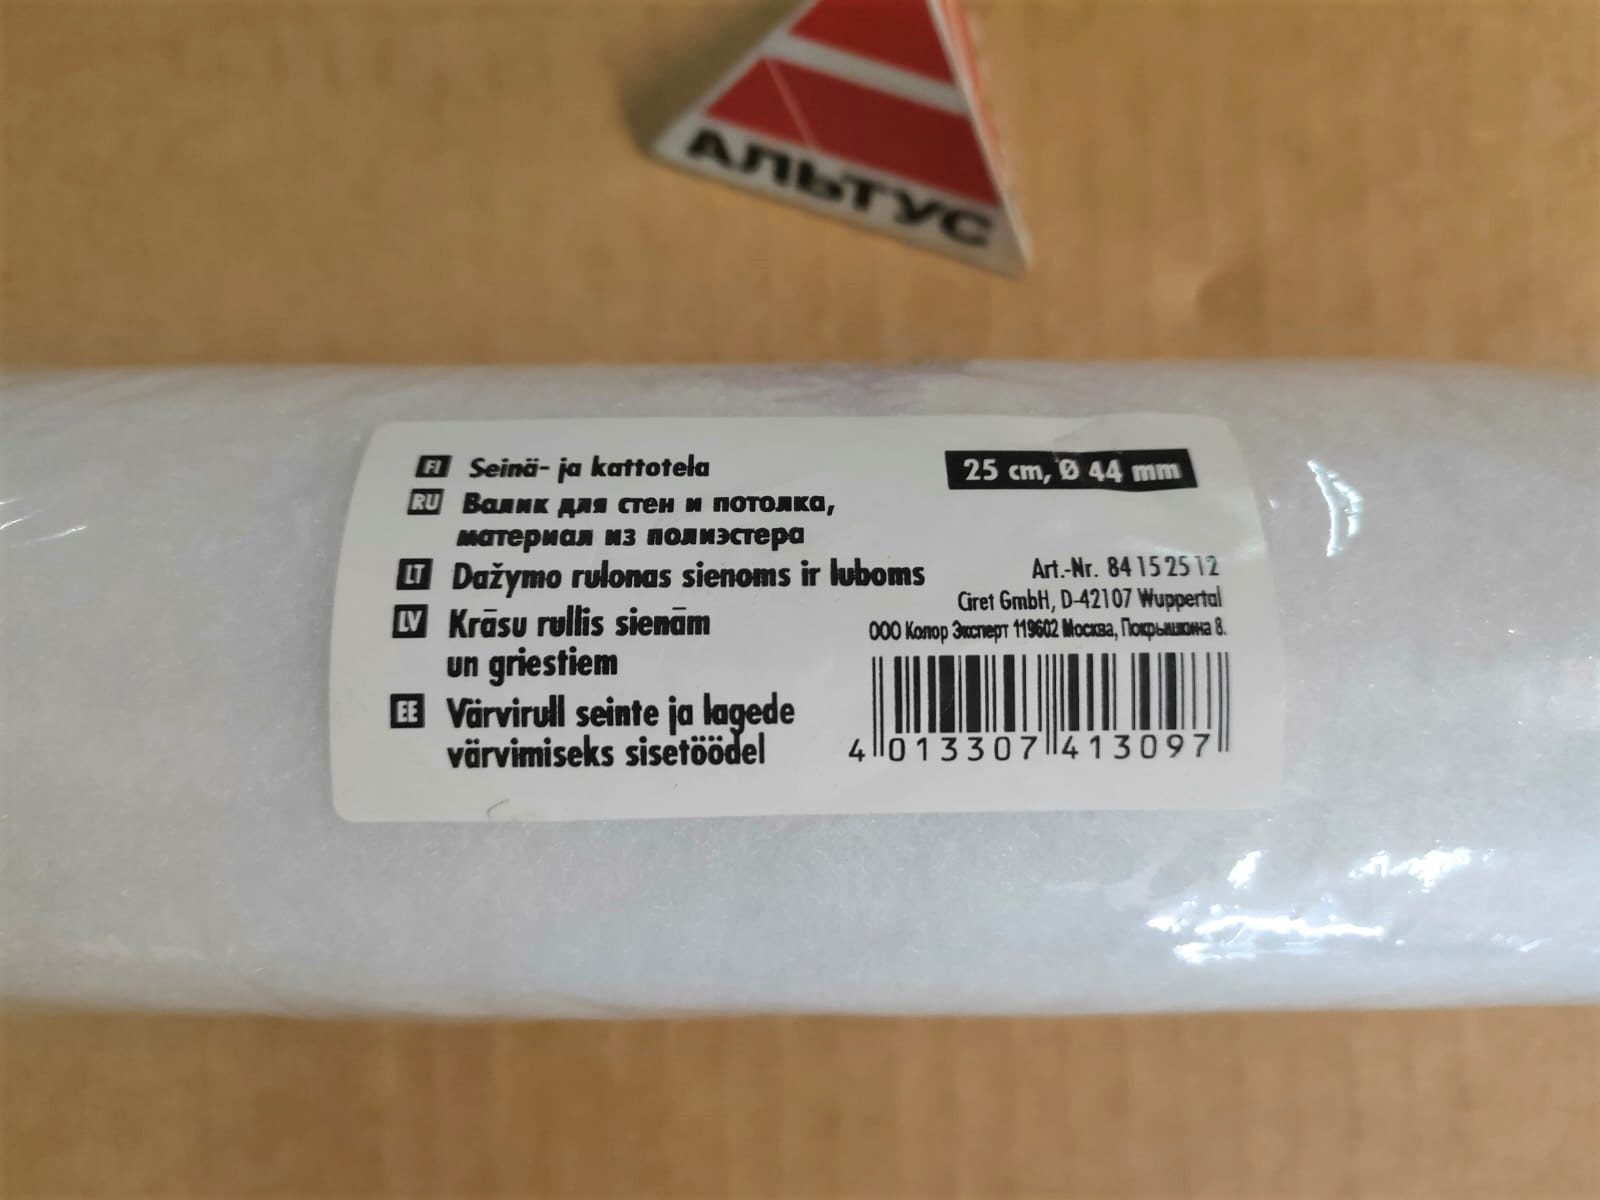 АЛЬТУС
FI Seinä- ja kattotela
RU Валик для стен и потолка,
материал из полиэстера
LT Dažymo rulonas sienoms ir luboms
LV Krāsu rullis sienām
un griestiem
EE Värvirull seinte ja lagede
värvimiseks sisetöödel
25 cm, Ø 44 mm
Art.-Nr. 84 15 25 12
Ciret GmbH, D-42107 Wuppertal
ООО Колор Эксперт 119602 Москва, Покрышкина 8.
4 013307 413097